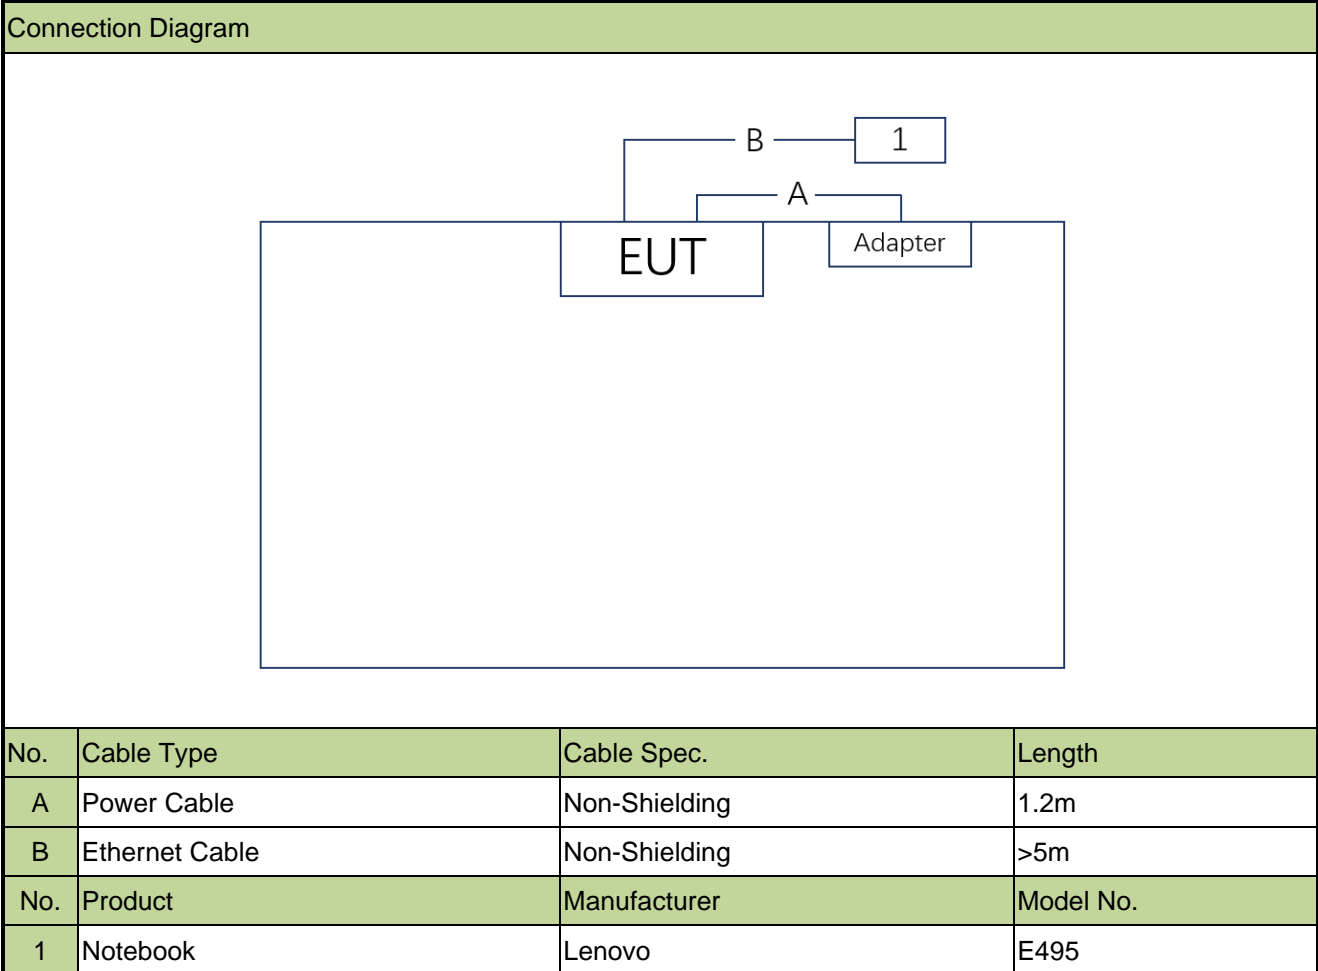 Connection Diagram
B
1
A
EUT
Adapter
No. Cable Type Cable Spec. Length
A Power Cable Non-Shielding 1.2m
B Ethernet Cable Non-Shielding >5m
No. Product Manufacturer Model No.
1 Notebook Lenovo E495